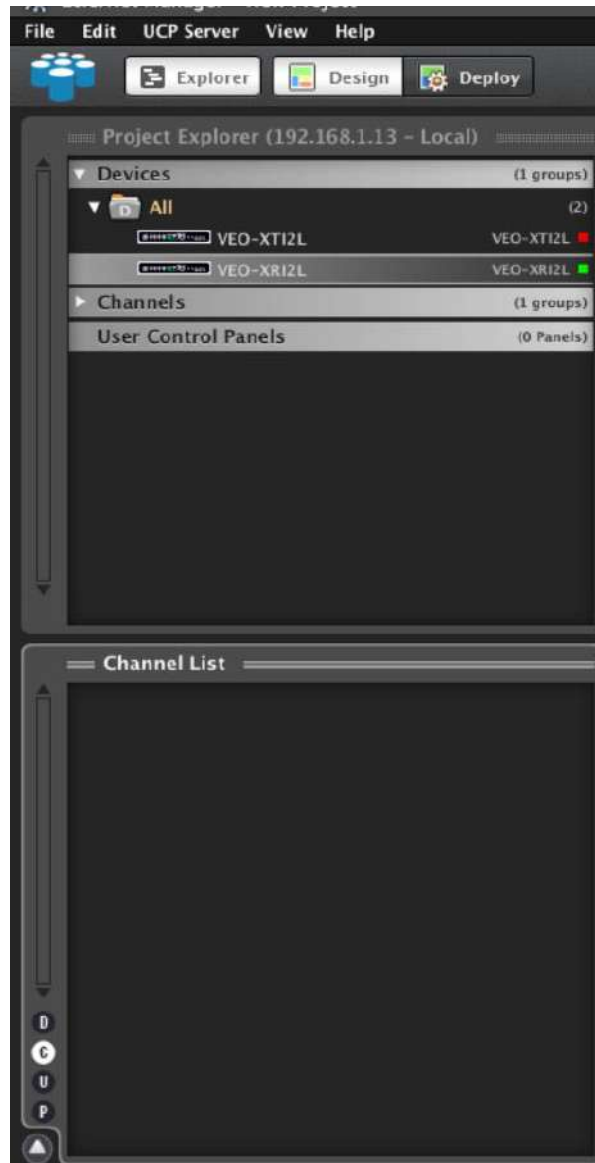 File Edit UCP Server View Help
Explorer Design Deploy
Project Explorer (192.168.1.13 – Local)
Devices (1 groups)
D All (2)
VEO-XTI2L VEO-XTI2L
VEO-XRI2L VEO-XRI2L
Channels (1 groups)
User Control Panels (0 Panels)
Channel List
D
C
U
P